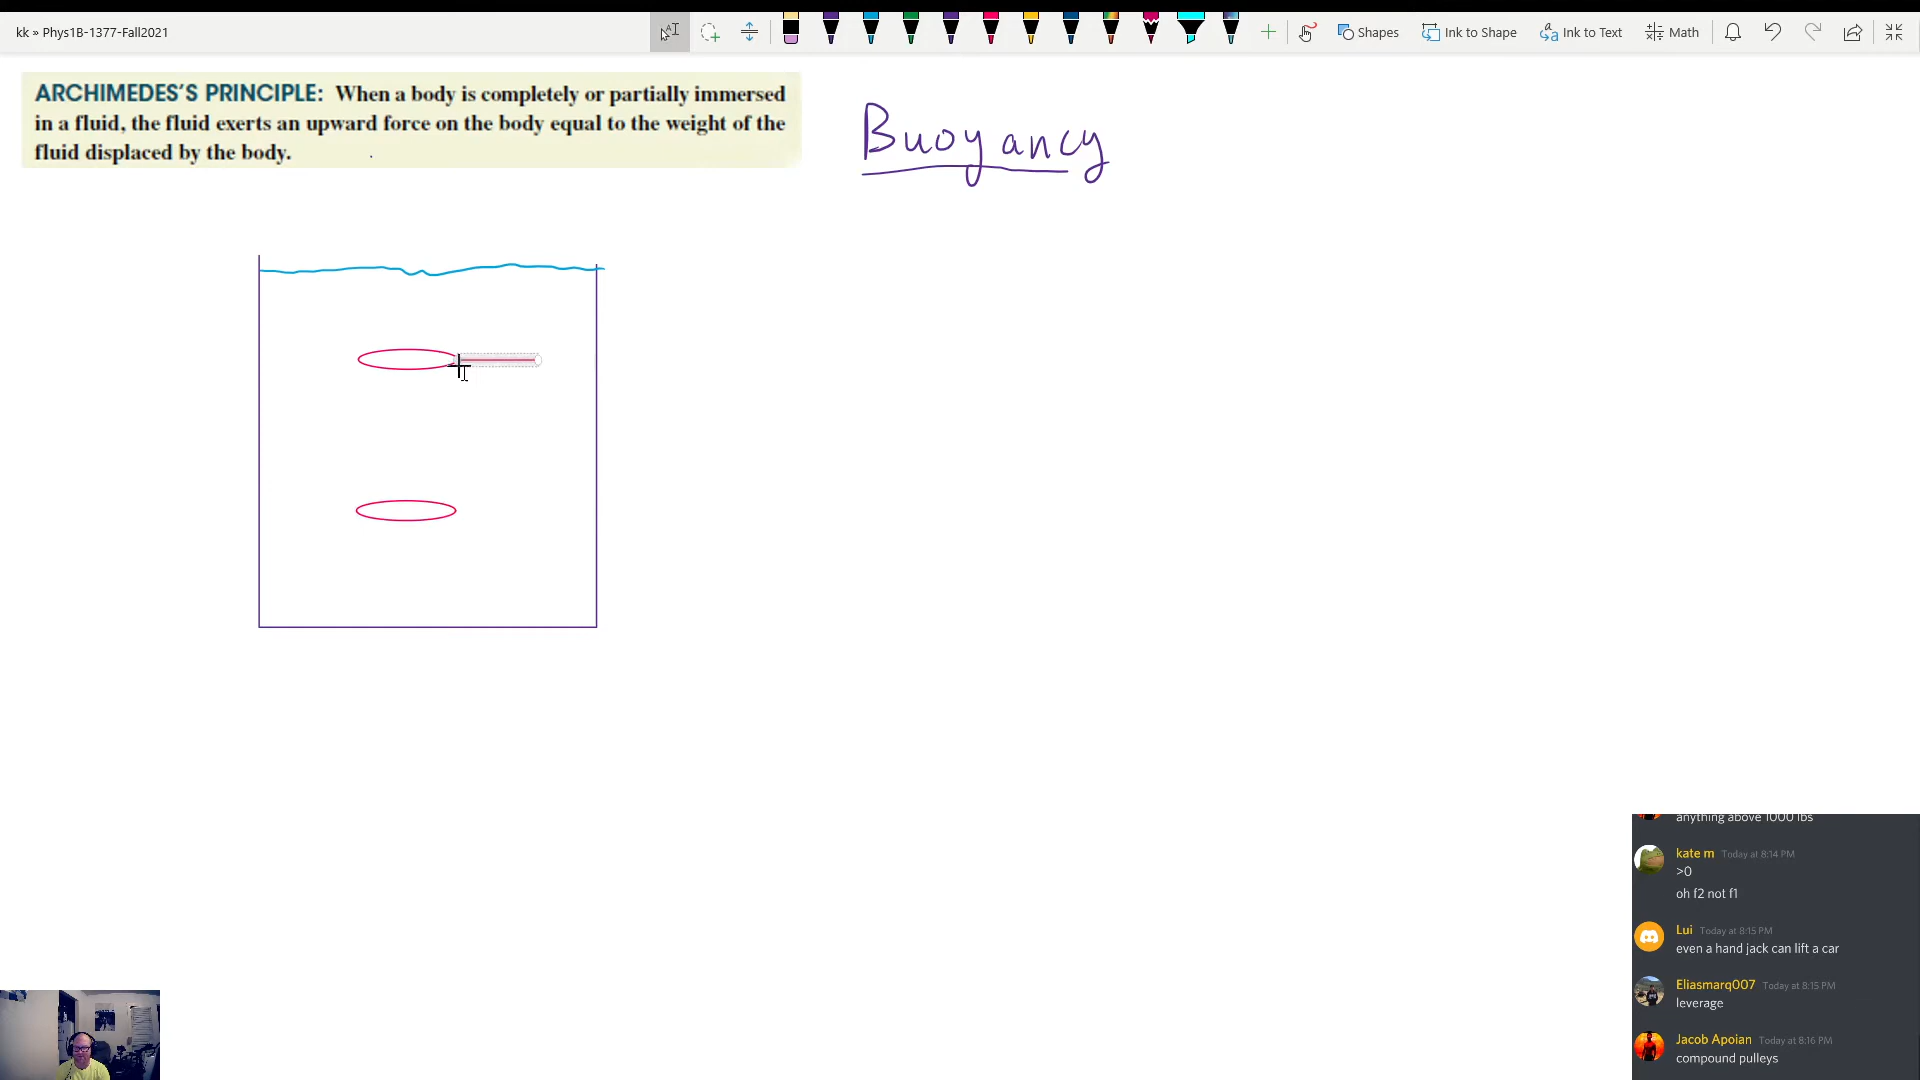 kk » Phys1B-1377-Fall2021
Shapes
Ink to Shape
Ink to Text
Math
ARCHIMEDES'S PRINCIPLE: When a body is completely or partially immersed
in a fluid, the fluid exerts an upward force on the body equal to the weight of the
fluid displaced by the body.
Buoyancy
anything above 1000 lbs
kate m Today at 8:14 PM
>0
oh f2 not f1
Lui Today at 8:15 PM
even a hand jack can lift a car
Eliasmarq007 Today at 8:15 PM
leverage
Jacob Apoian Today at 8:16 PM
compound pulleys